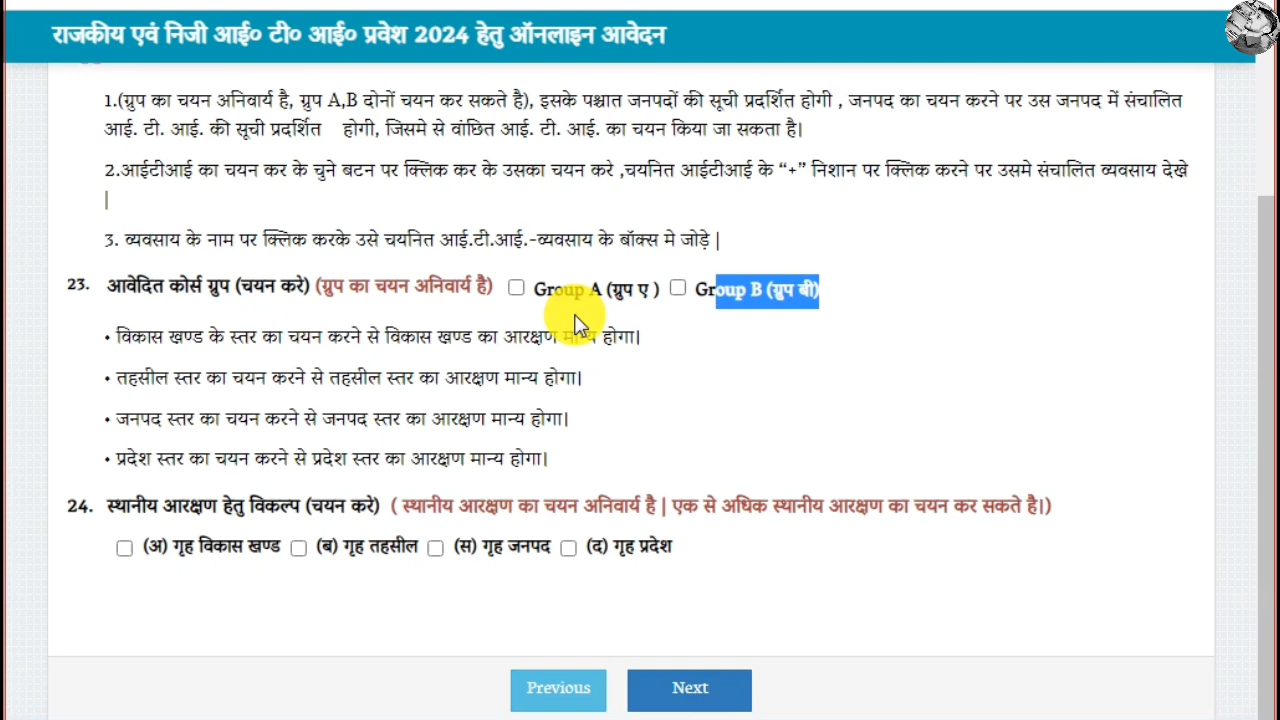 राजकीय एवं निजी आई० टी० आई० प्रवेश 2024 हेतु ऑनलाइन आवेदन
1.(ग्रुप का चयन अनिवार्य है, ग्रुप A,B दोनों चयन कर सकते है), इसके पश्चात जनपदों की सूची प्रदर्शित होगी , जनपद का चयन करने पर उस जनपद में संचालित
आई. टी. आई. की सूची प्रदर्शित होगी, जिसमे से वांछित आई. टी. आई. का चयन किया जा सकता है।
2.आईटीआई का चयन कर के चुने बटन पर क्लिक कर के उसका चयन करे ,चयनित आईटीआई के “+” निशान पर क्लिक करने पर उसमे संचालित व्यवसाय देखे
|
3. व्यवसाय के नाम पर क्लिक करके उसे चयनित आई.टी.आई.-व्यवसाय के बॉक्स मे जोड़े |
23. आवेदित कोर्स ग्रुप (चयन करे) (ग्रुप का चयन अनिवार्य है) Group A (ग्रुप ए ) Group B (ग्रुप बी)
• विकास खण्ड के स्तर का चयन करने से विकास खण्ड का आरक्षण मान्य होगा।
• तहसील स्तर का चयन करने से तहसील स्तर का आरक्षण मान्य होगा।
• जनपद स्तर का चयन करने से जनपद स्तर का आरक्षण मान्य होगा।
• प्रदेश स्तर का चयन करने से प्रदेश स्तर का आरक्षण मान्य होगा।
24. स्थानीय आरक्षण हेतु विकल्प (चयन करे) ( स्थानीय आरक्षण का चयन अनिवार्य है | एक से अधिक स्थानीय आरक्षण का चयन कर सकते है।)
(अ) गृह विकास खण्ड (ब) गृह तहसील (स) गृह जनपद (द) गृह प्रदेश
Previous Next